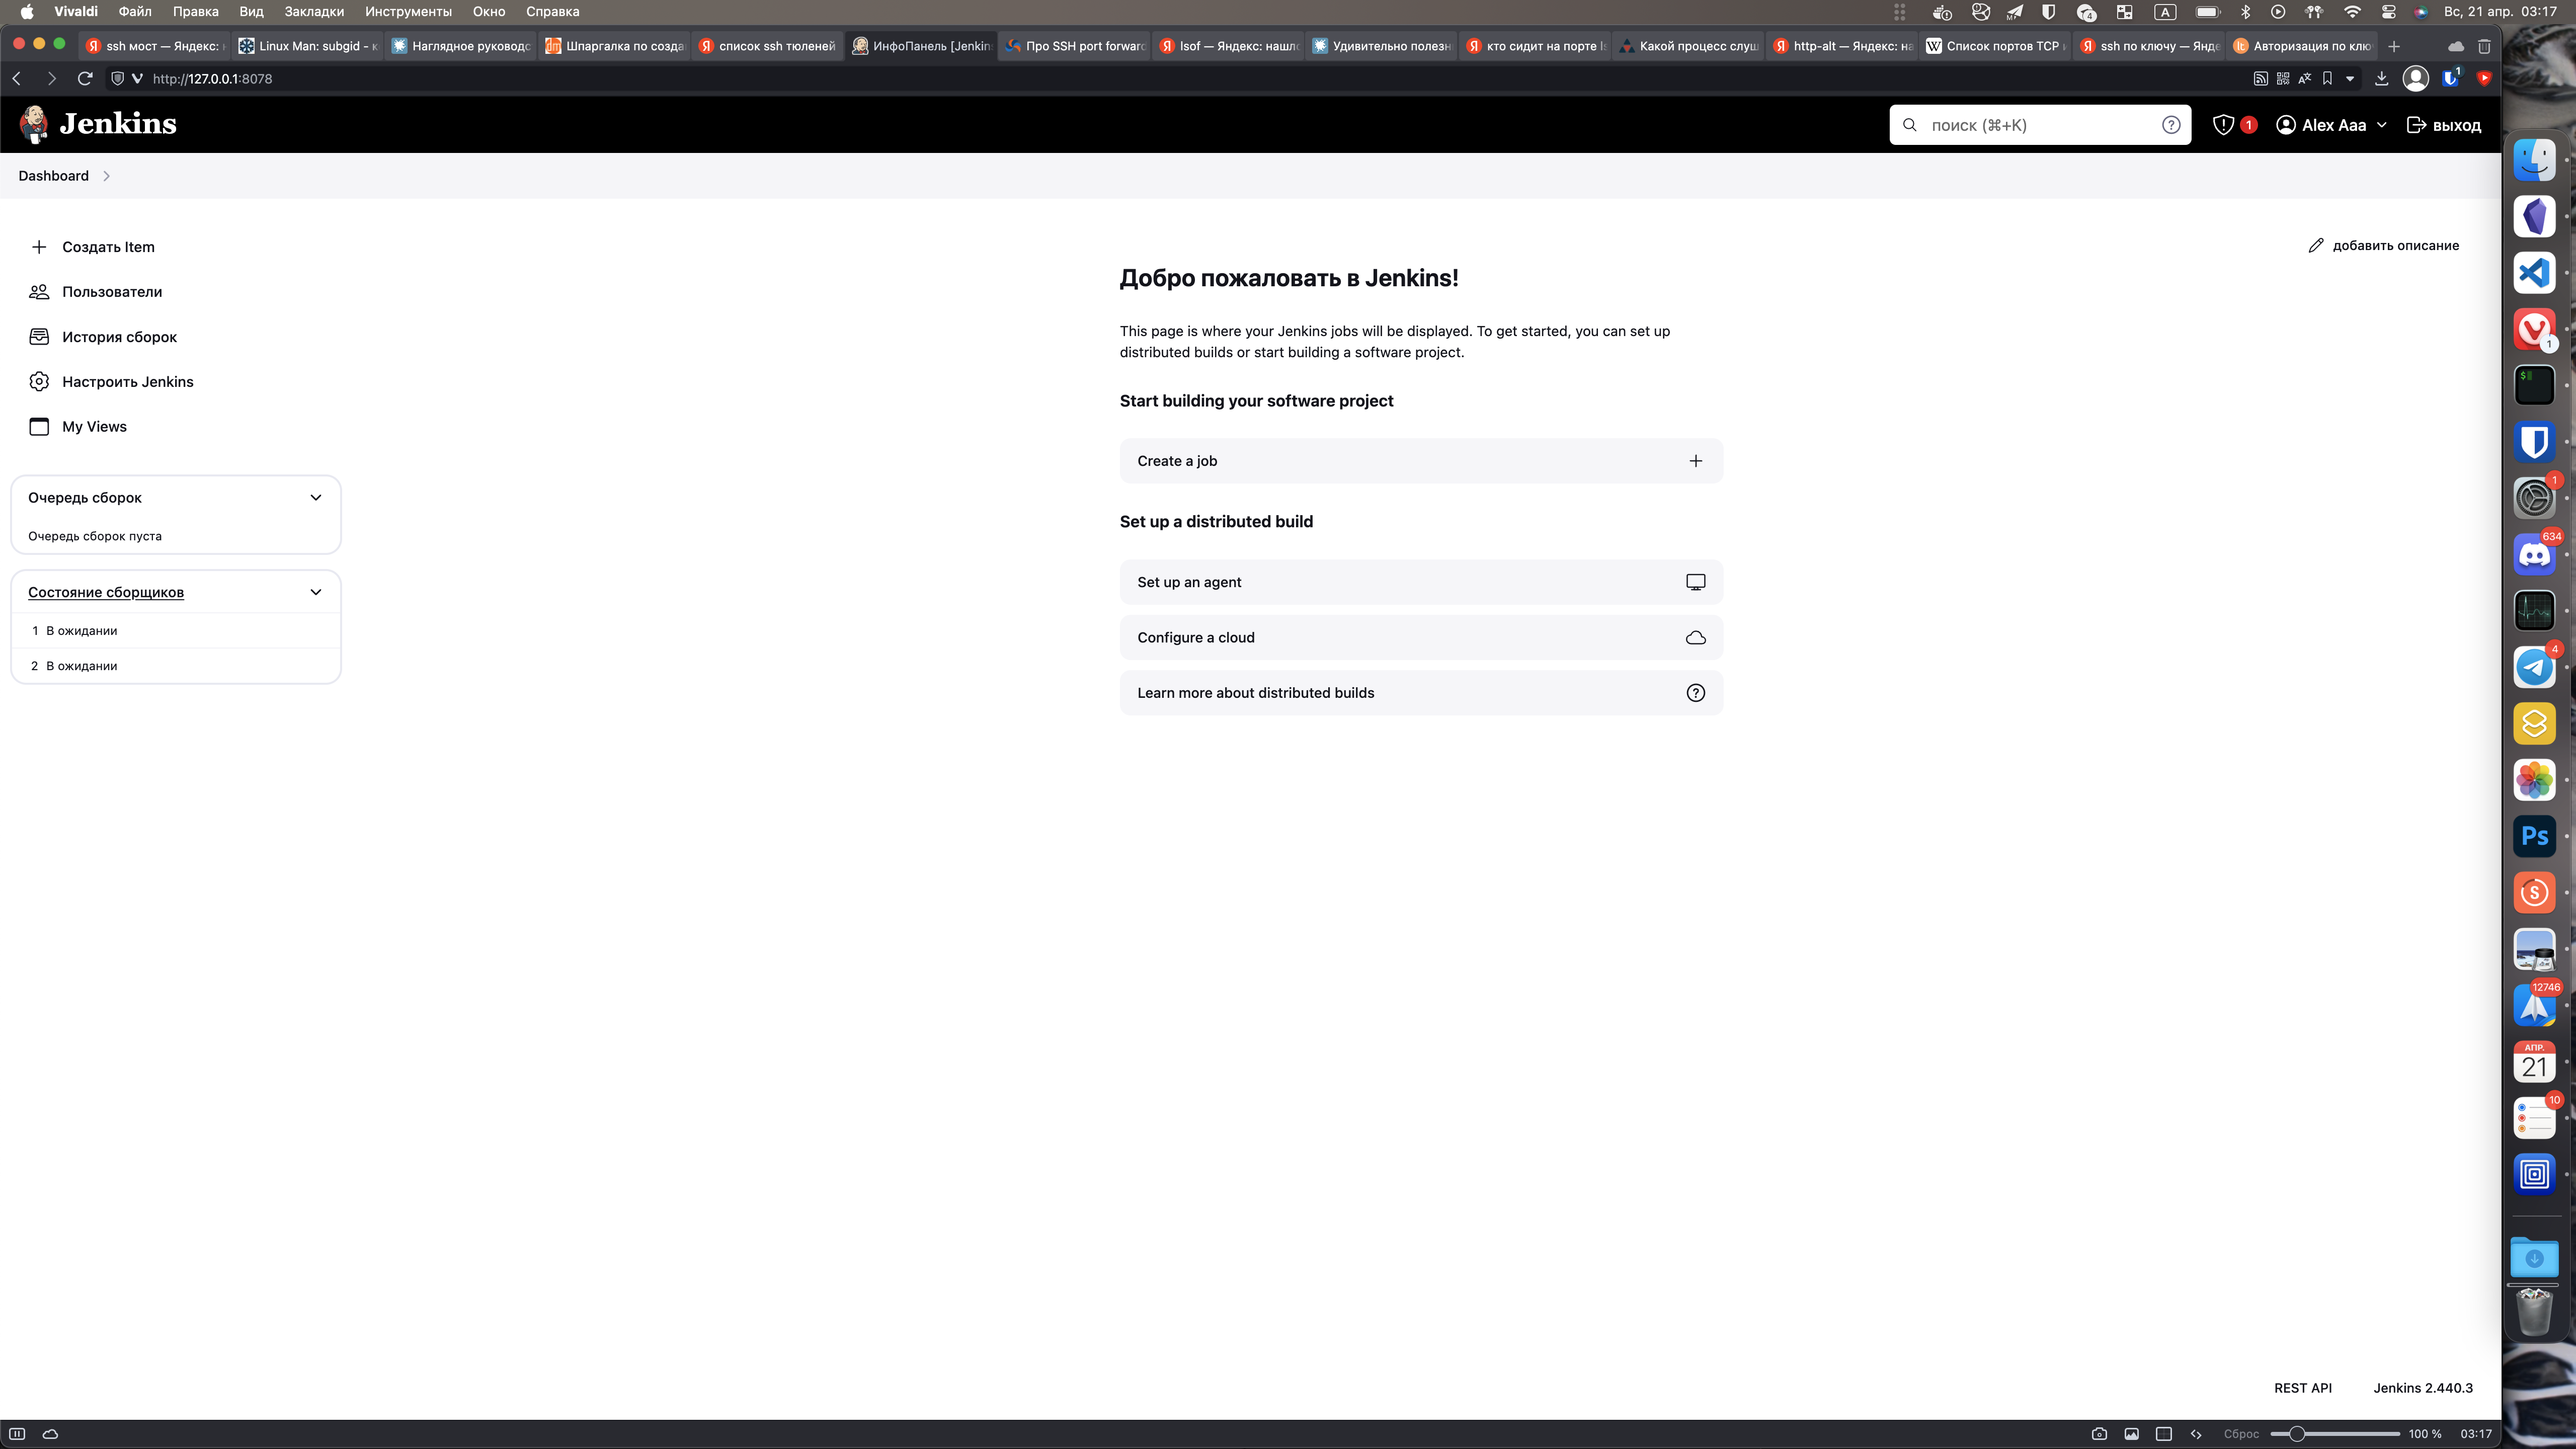 Vivaldi Файл Правка Вид Закладки Инструменты Окно Справка
4 A Вс, 21 апр. 03:17
ssh мост — Яндекс: Linux Man: subgid - к Наглядное руководс Шпаргалка по созда список ssh тюленей ИнфоПанель [Jenkin Про SSH port forward lsof — Яндекс: нашло Удивительно полезн кто сидит на порте ls Какой процесс слуш http-alt — Яндекс: на Список портов TCP ssh по ключу — Янде Авторизация по клю
http://127.0.0.1:8078
1
Jenkins
поиск (⌘+K)
1
Alex Aaa
выход
Dashboard
Создать Item
Пользователи
История сборок
Настроить Jenkins
My Views
Очередь сборок
Очередь сборок пуста
Состояние сборщиков
1 В ожидании
2 В ожидании
добавить описание
Добро пожаловать в Jenkins!
This page is where your Jenkins jobs will be displayed. To get started, you can set up
distributed builds or start building a software project.
Start building your software project
Create a job
Set up a distributed build
Set up an agent
Configure a cloud
Learn more about distributed builds
REST API Jenkins 2.440.3
Сброс 100 % 03:17
1
$
1
634
4
Ps
S
12746
АПР.
21
10